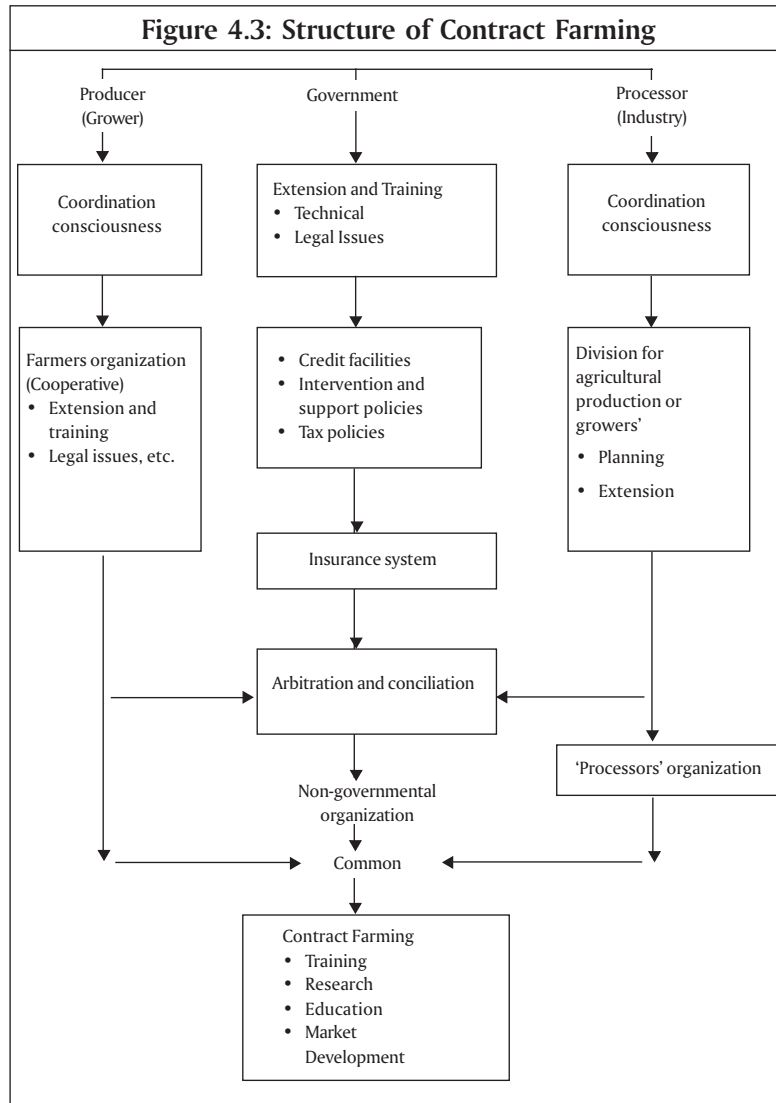 Figure 4.3: Structure of Contract Farming
Producer
(Grower)
Government
Processor
(Industry)
Coordination
consciousness
Extension and Training
• Technical
• Legal Issues
Coordination
consciousness
Farmers organization
(Cooperative)
• Extension and
training
• Legal issues, etc.
• Credit facilities
• Intervention and
support policies
• Tax policies
Division for
agricultural
production or
growers’
• Planning
• Extension
Insurance system
Arbitration and conciliation
‘Processors’ organization
Non-governmental
organization
Common
Contract Farming
• Training
• Research
• Education
• Market
Development